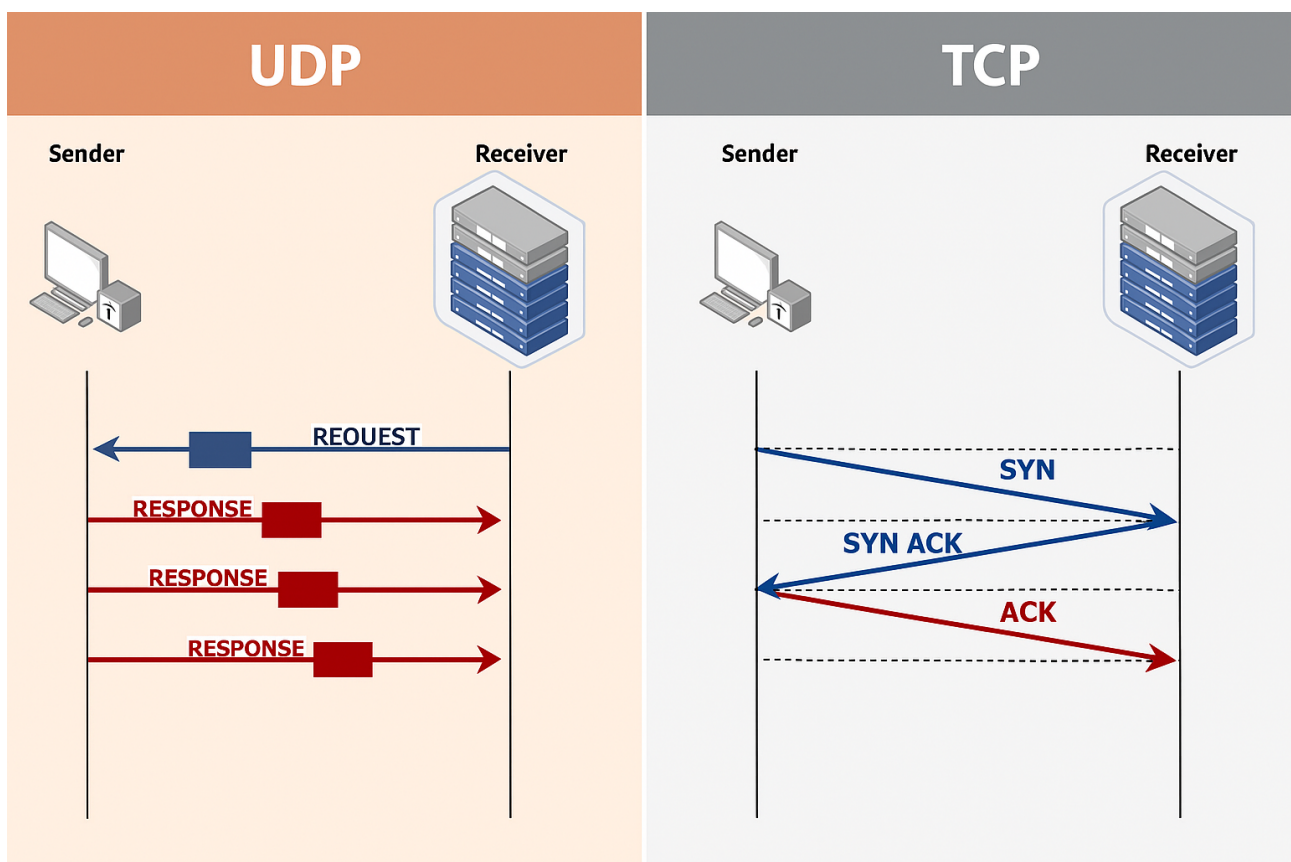 UDP
TCP
Sender
Receiver
Sender
Receiver
REOUEST
RESPONSE
RESPONSE
RESPONSE
SYN
SYN ACK
ACK